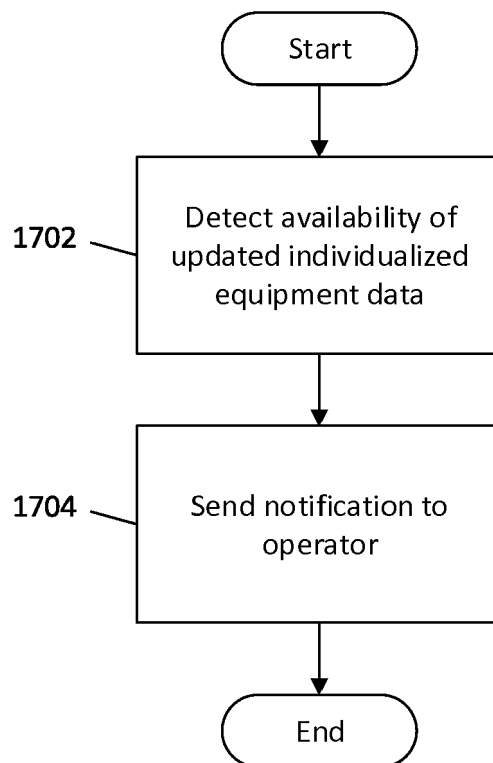 Start
1702
Detect availability of
updated individualized
equipment data
1704
Send notification to
operator
End